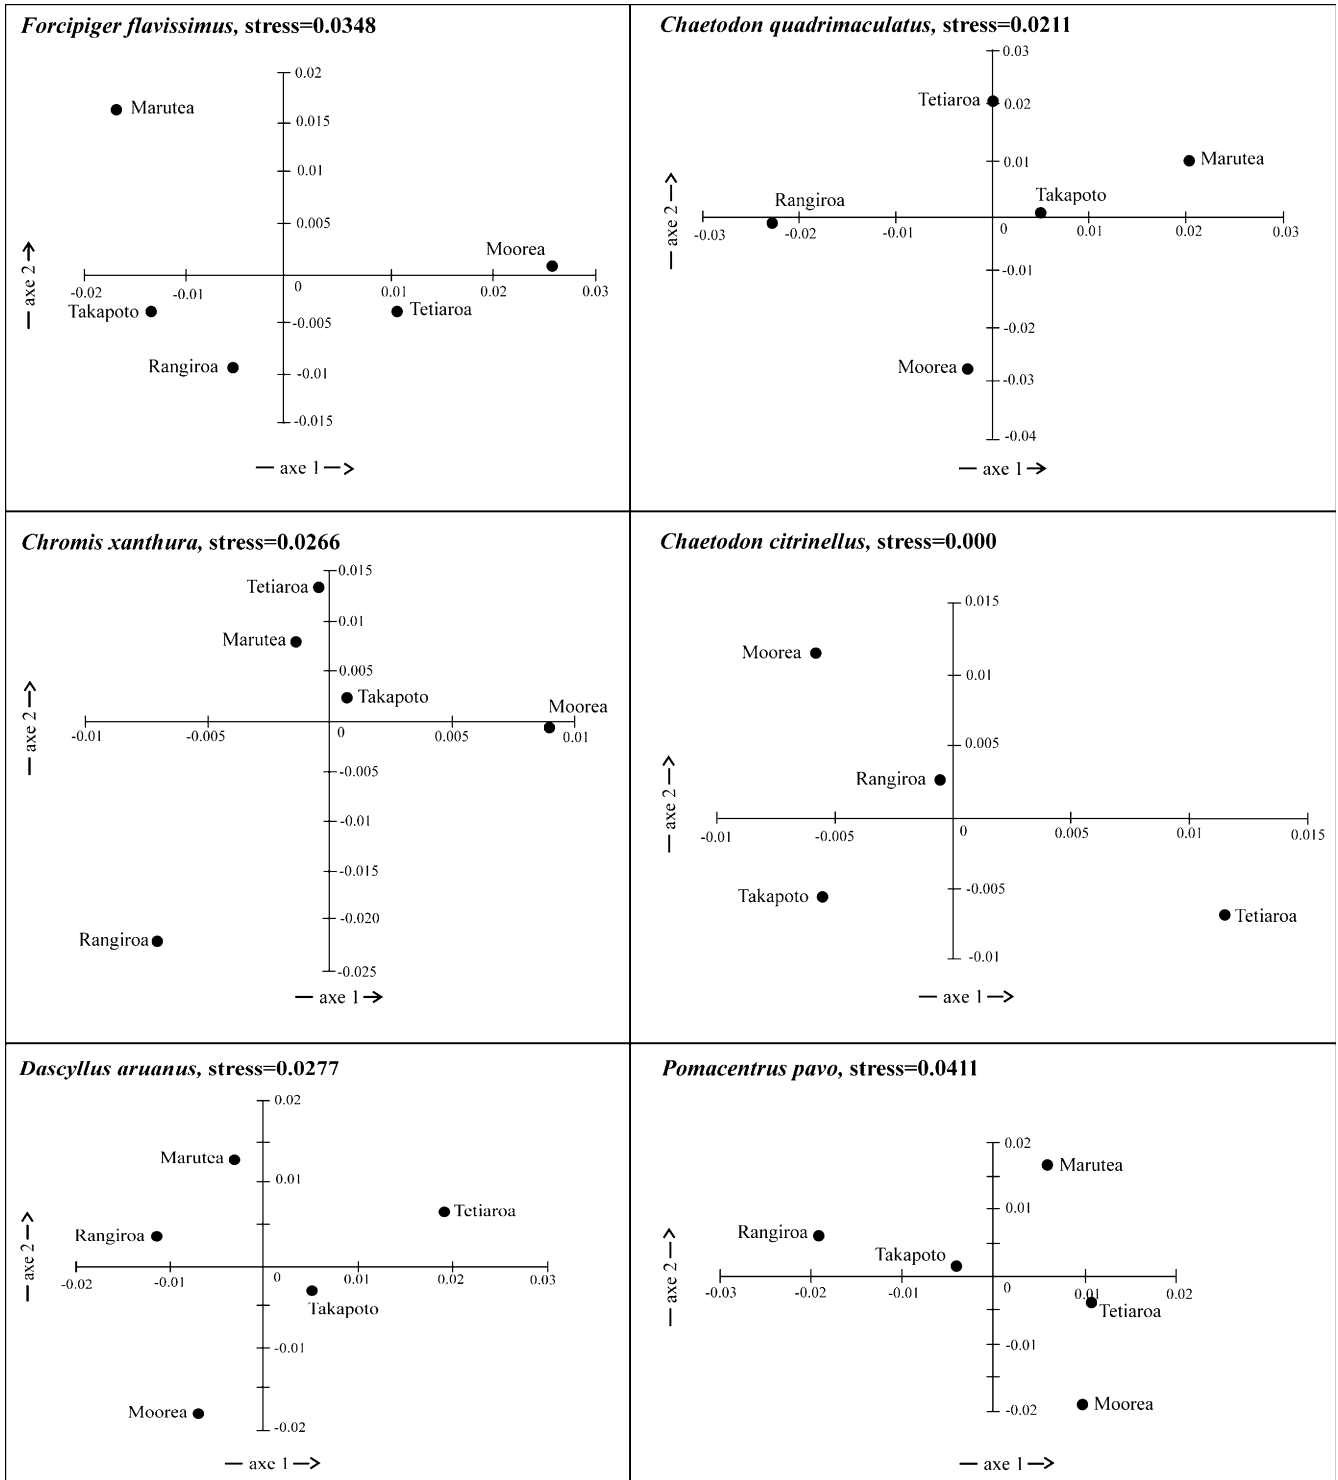 Forcipiger flavissimus, stress=0.0348
0.02
Marutea
0.015
0.01
0.005
Moorea
-0.02
-0.01
0
0.01
0.02
0.03
Takapoto
Tetiaroa
-0.005
Rangiroa
-0.01
-0.015
axe 2
axe 1
Chaetodon quadrimaculatus, stress=0.0211
0.03
Tetiaroa
0.02
0.01
Marutea
Rangiroa
Takapoto
-0.03
-0.02
-0.01
0
0.01
0.02
0.03
-0.01
-0.02
Moorea
-0.03
-0.04
axe 2
axe 1
Chromis xanthura, stress=0.0266
0.015
Tetiaroa
0.01
Marutea
0.005
Takapoto
Moorea
-0.01
-0.005
0
0.005
0.01
-0.005
-0.01
-0.015
-0.020
Rangiroa
-0.025
axe 2
axe 1
Chaetodon citrinellus, stress=0.000
0.015
Moorea
0.01
0.005
Rangiroa
-0.01
-0.005
0
0.005
0.01
0.015
-0.005
Takapoto
Tetiaroa
-0.01
axe 2
axe 1
Dascyllus aruanus, stress=0.0277
0.02
Marutea
0.01
Tetiaroa
Rangiroa
-0.02
-0.01
0
0.01
0.02
0.03
Takapoto
-0.01
Moorea
-0.02
axe 2
axe 1
Pomacentrus pavo, stress=0.0411
0.02
Marutea
0.01
Rangiroa
Takapoto
-0.03
-0.02
-0.01
0
0.01
0.02
Tetiaroa
-0.01
Moorea
-0.02
axe 2
axe 1